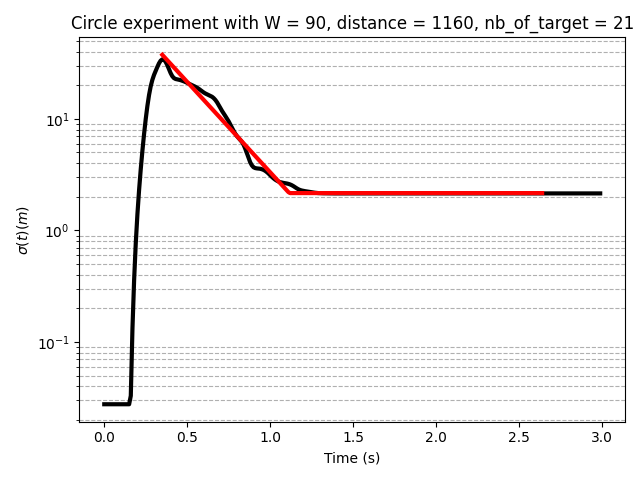 Circle experiment with W = 90, distance = 1160, nb_of_target = 21
10¹
10⁰
10⁻¹
σ(t)(m)
0.0 0.5 1.0 1.5 2.0 2.5 3.0
Time (s)